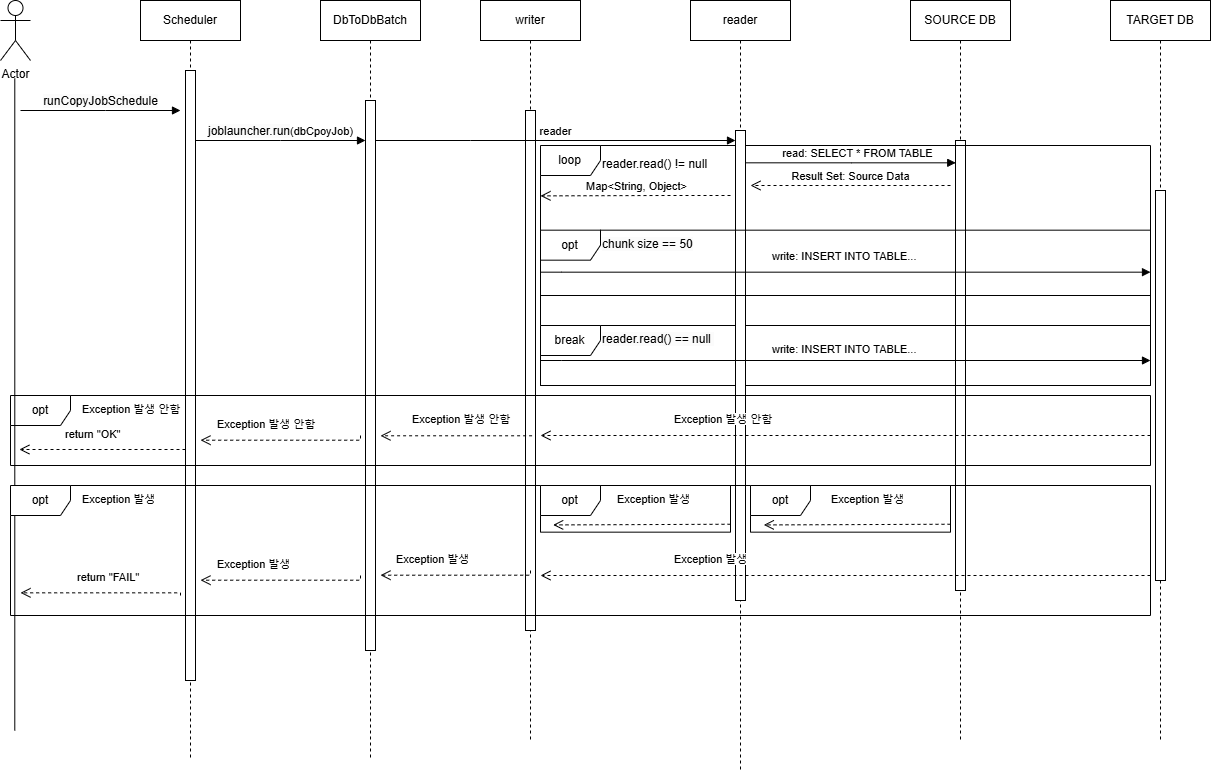 Scheduler
DbToDbBatch
writer
reader
SOURCE DB
TARGET DB
Actor
runCopyJobSchedule
joblauncher.run(dbCpoyJob)
reader
loop
reader.read() != null
read: SELECT * FROM TABLE
Result Set: Source Data
Map<String, Object>
opt
chunk size == 50
write: INSERT INTO TABLE...
break
reader.read() == null
write: INSERT INTO TABLE...
opt
Exception 발생 안함
Exception 발생 안함
Exception 발생 안함
Exception 발생 안함
return "OK"
opt
Exception 발생
opt
Exception 발생
opt
Exception 발생
Exception 발생
Exception 발생
Exception 발생
return "FAIL"